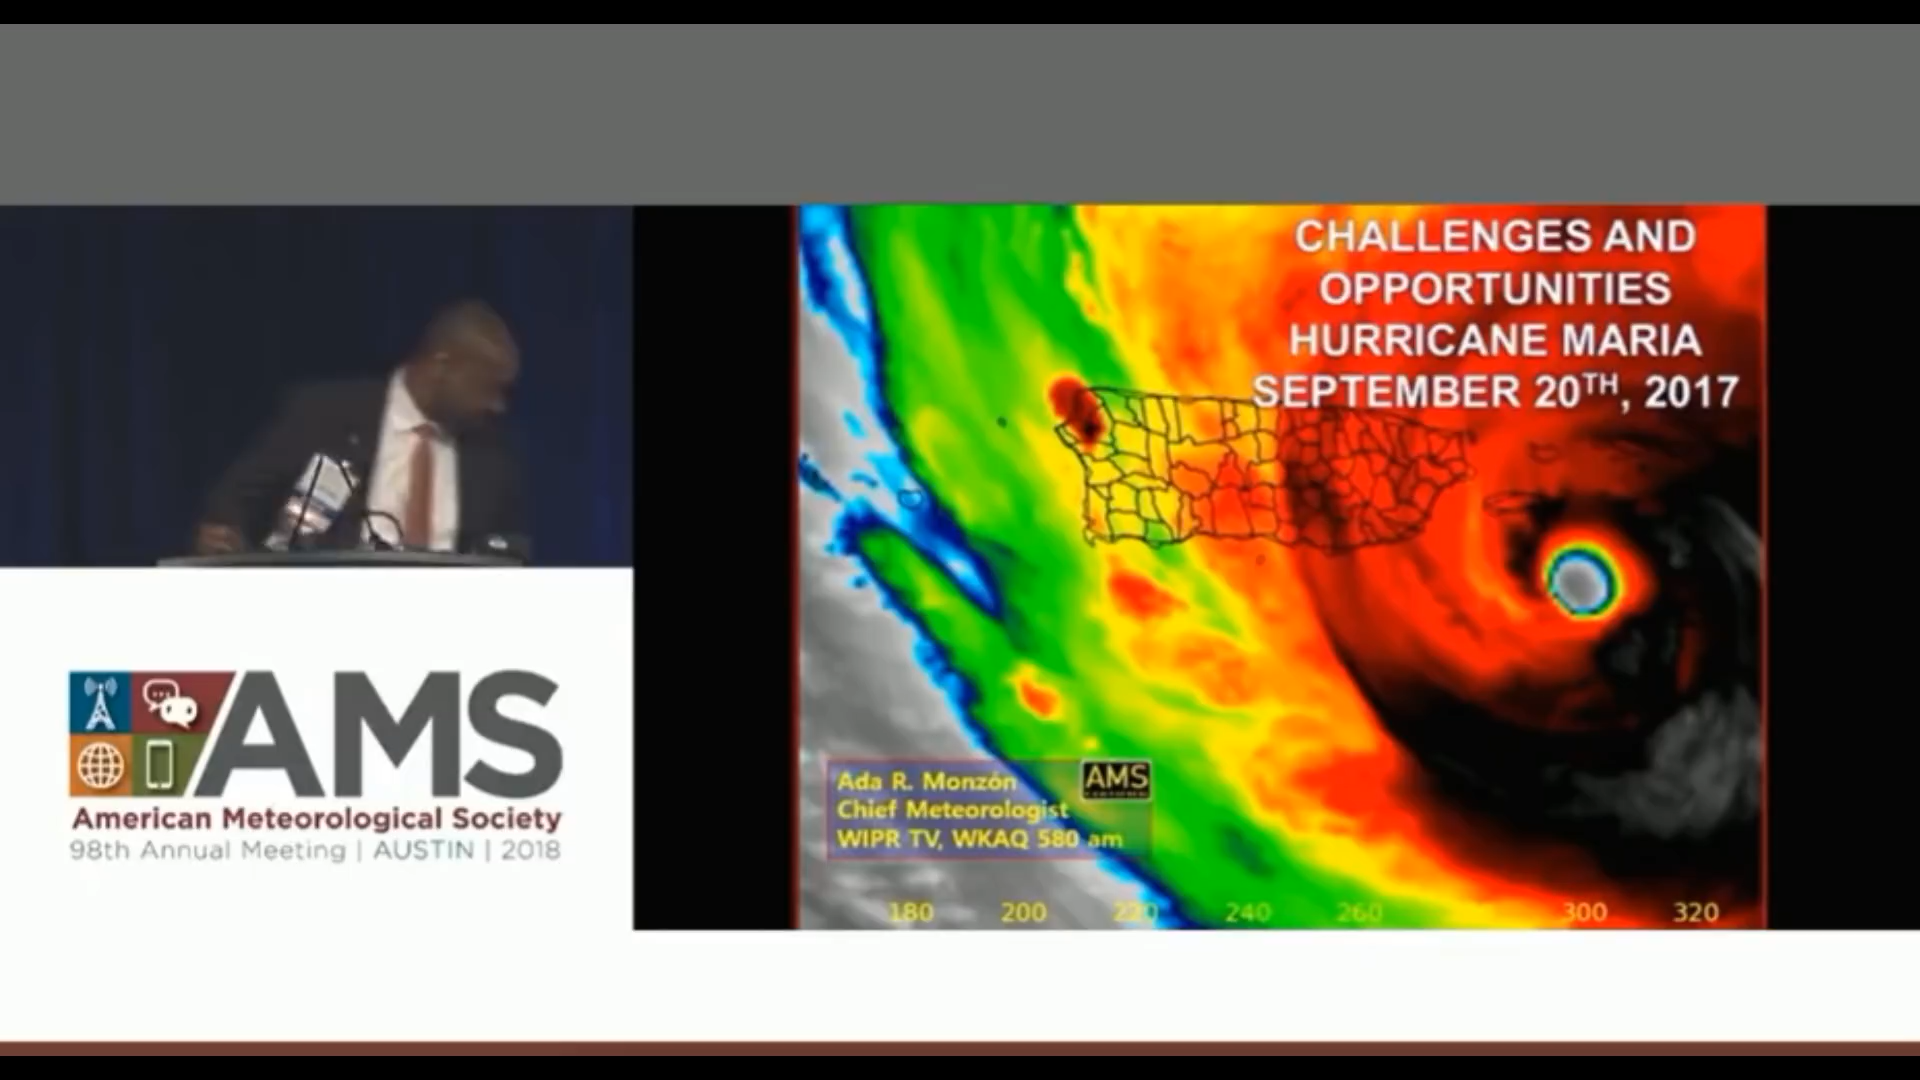 CHALLENGES AND
OPPORTUNITIES
HURRICANE MARIA
SEPTEMBER 20TH, 2017
AMS
American Meteorological Society
98th Annual Meeting | AUSTIN | 2018
Ada R. Monzón
Chief Meteorologist
WIPR TV, WKAQ 580 am
AMS
180 200 220 240 260 300 320